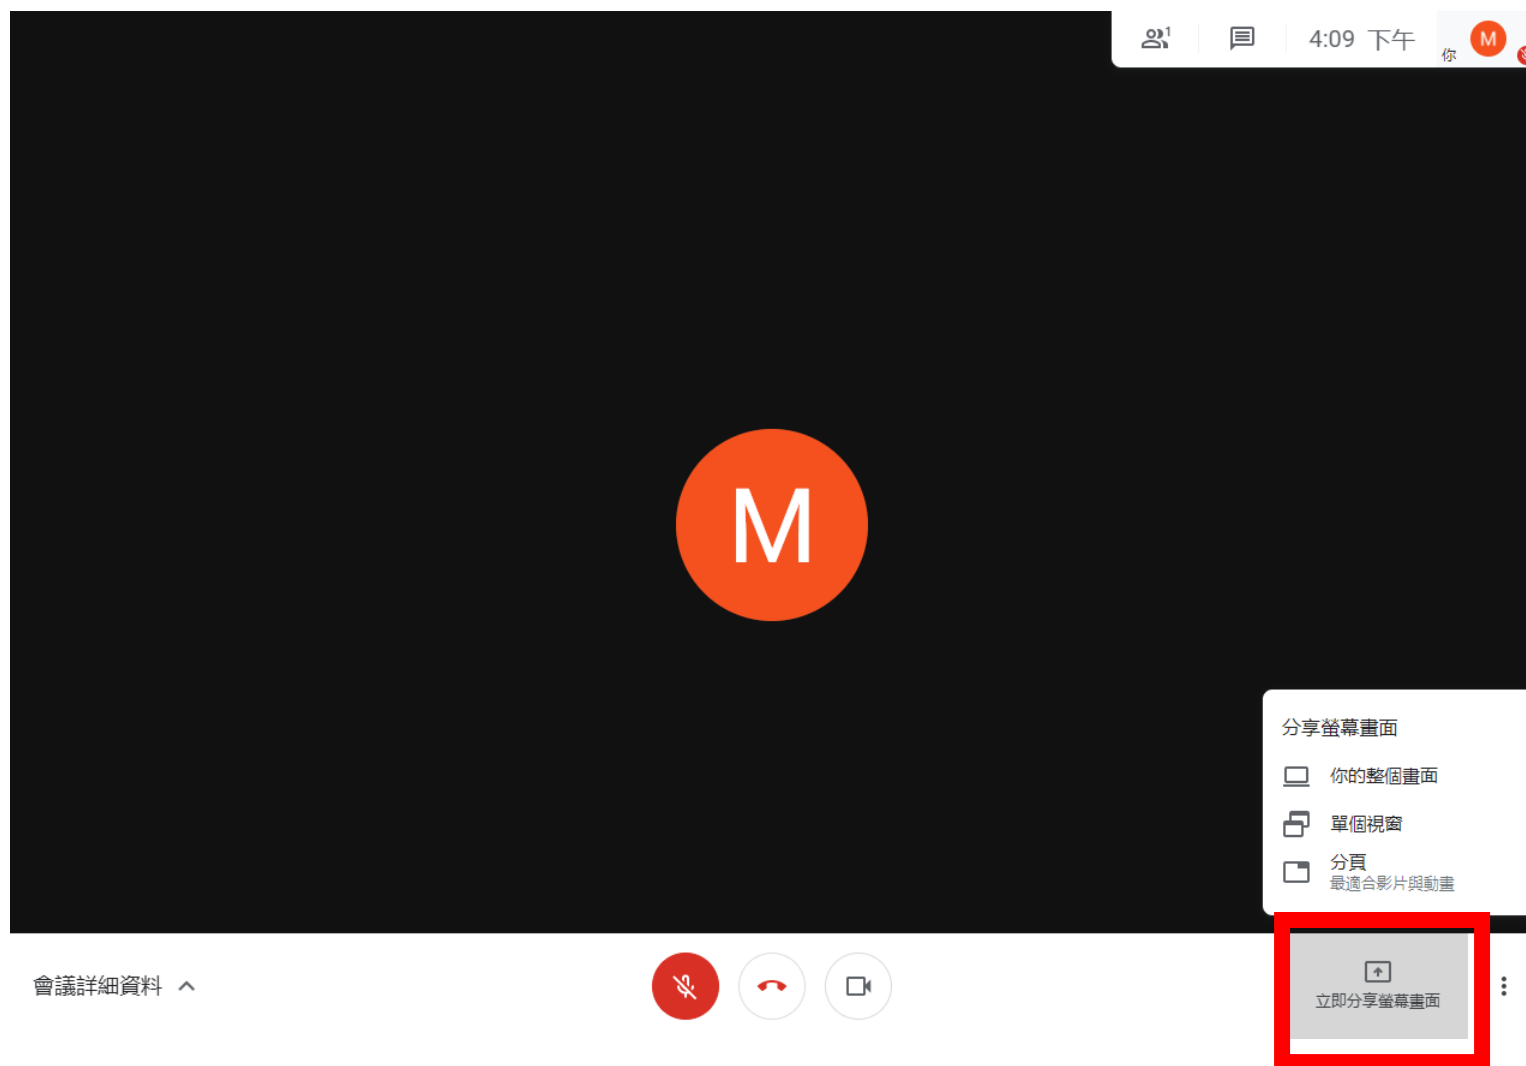 1
4:09 下午
你
M
M
分享螢幕畫面
你的整個畫面
單個視窗
分頁
最適合影片與動畫
會議詳細資料
立即分享螢幕畫面